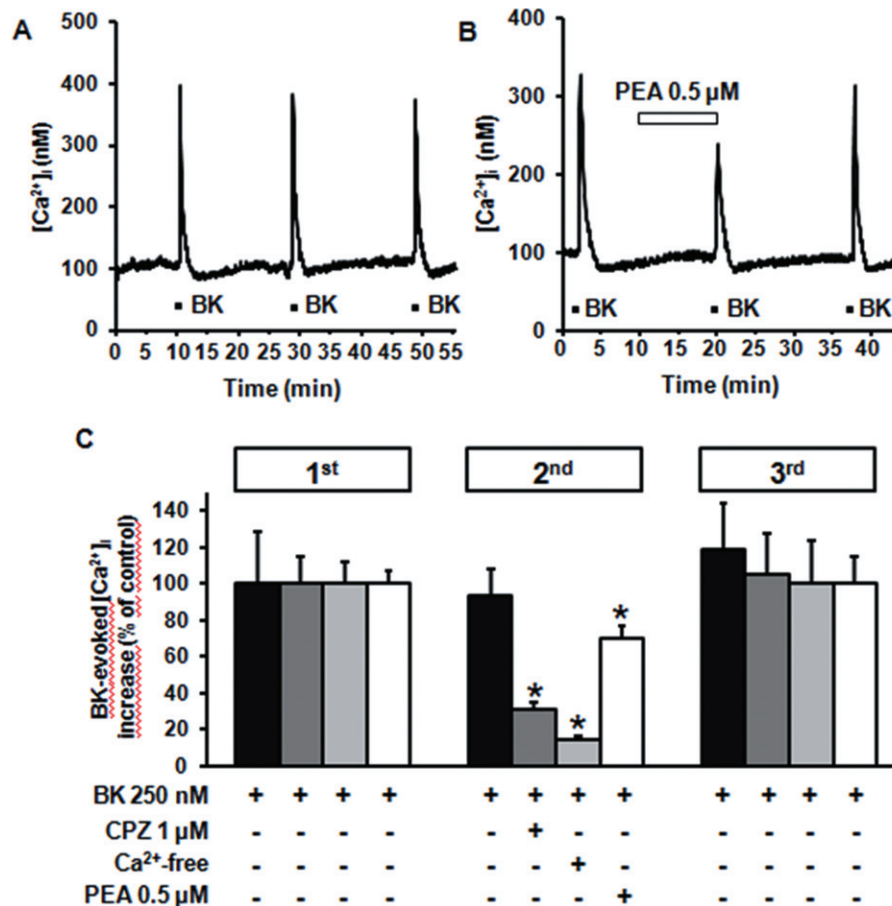 A
500
400
300
200
100
0
[Ca²⁺]ᵢ (nM)
BK
BK
BK
0 5 10 15 20 25 30 35 40 45 50 55
Time (min)
B
400
300
200
100
0
[Ca²⁺]ᵢ (nM)
PEA 0.5 µM
BK
BK
BK
0 5 10 15 20 25 30 35 40
Time (min)
C
1st
2nd
3rd
BK-evoked [Ca²⁺]ᵢ
increase (% of control)
140
120
100
80
60
40
20
0
* * *
BK 250 nM + + + + + + + + + + + +
CPZ 1 µM - - - - - + - - - - - -
Ca²⁺-free - - - - - - + - - - - -
PEA 0.5 µM - - - - - - - + - - - -